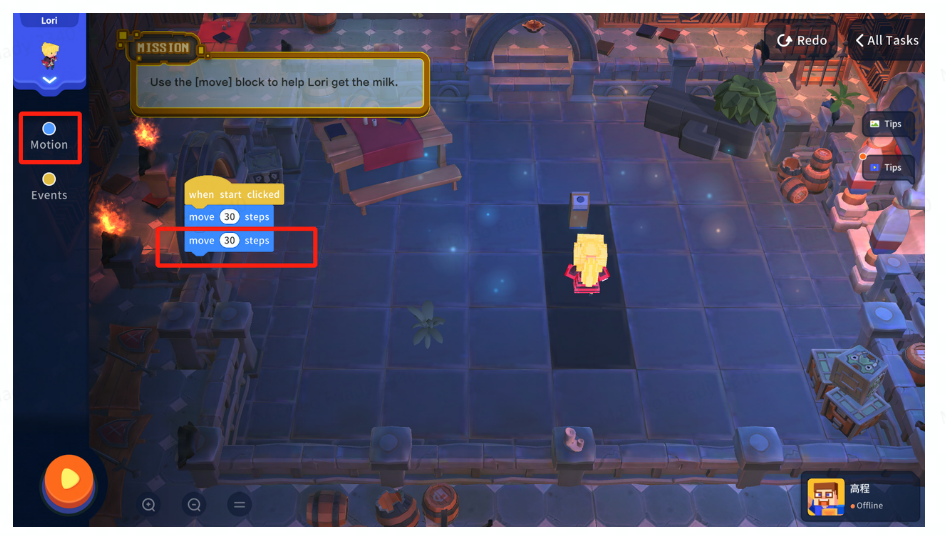 Lori
MISSION
Use the [move] block to help Lori get the milk.
Redo
All Tasks
Tips
Tips
Motion
Events
when start clicked
move 30 steps
move 30 steps
高程
Offline